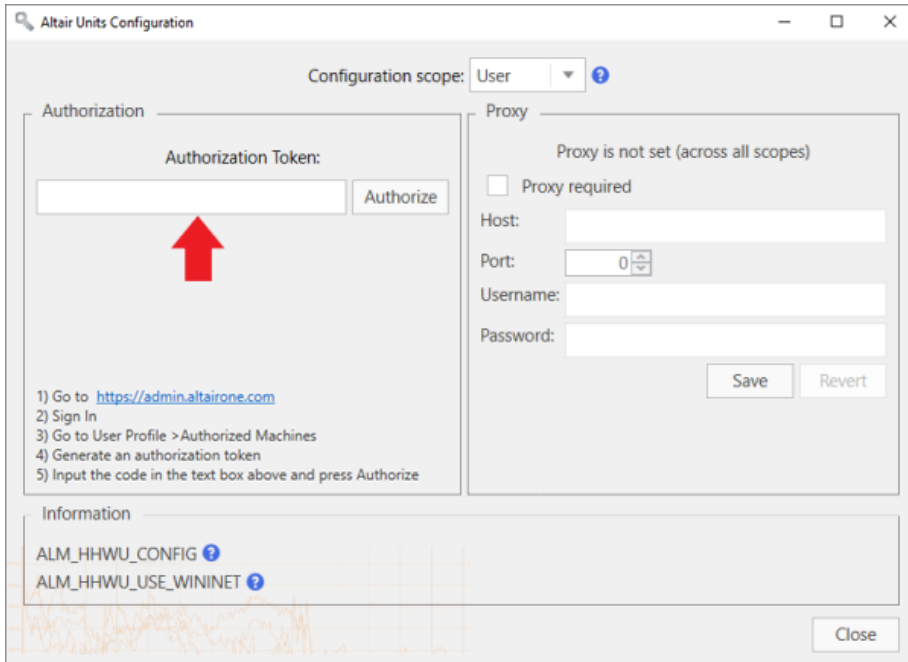 Altair Units Configuration
Configuration scope: User
Authorization
Authorization Token:
Authorize
1) Go to https://admin.altairone.com
2) Sign In
3) Go to User Profile >Authorized Machines
4) Generate an authorization token
5) Input the code in the text box above and press Authorize
Proxy
Proxy is not set (across all scopes)
Proxy required
Host:
Port: 0
Username:
Password:
Save Revert
Information
ALM_HHWU_CONFIG ?
ALM_HHWU_USE_WININET ?
Close